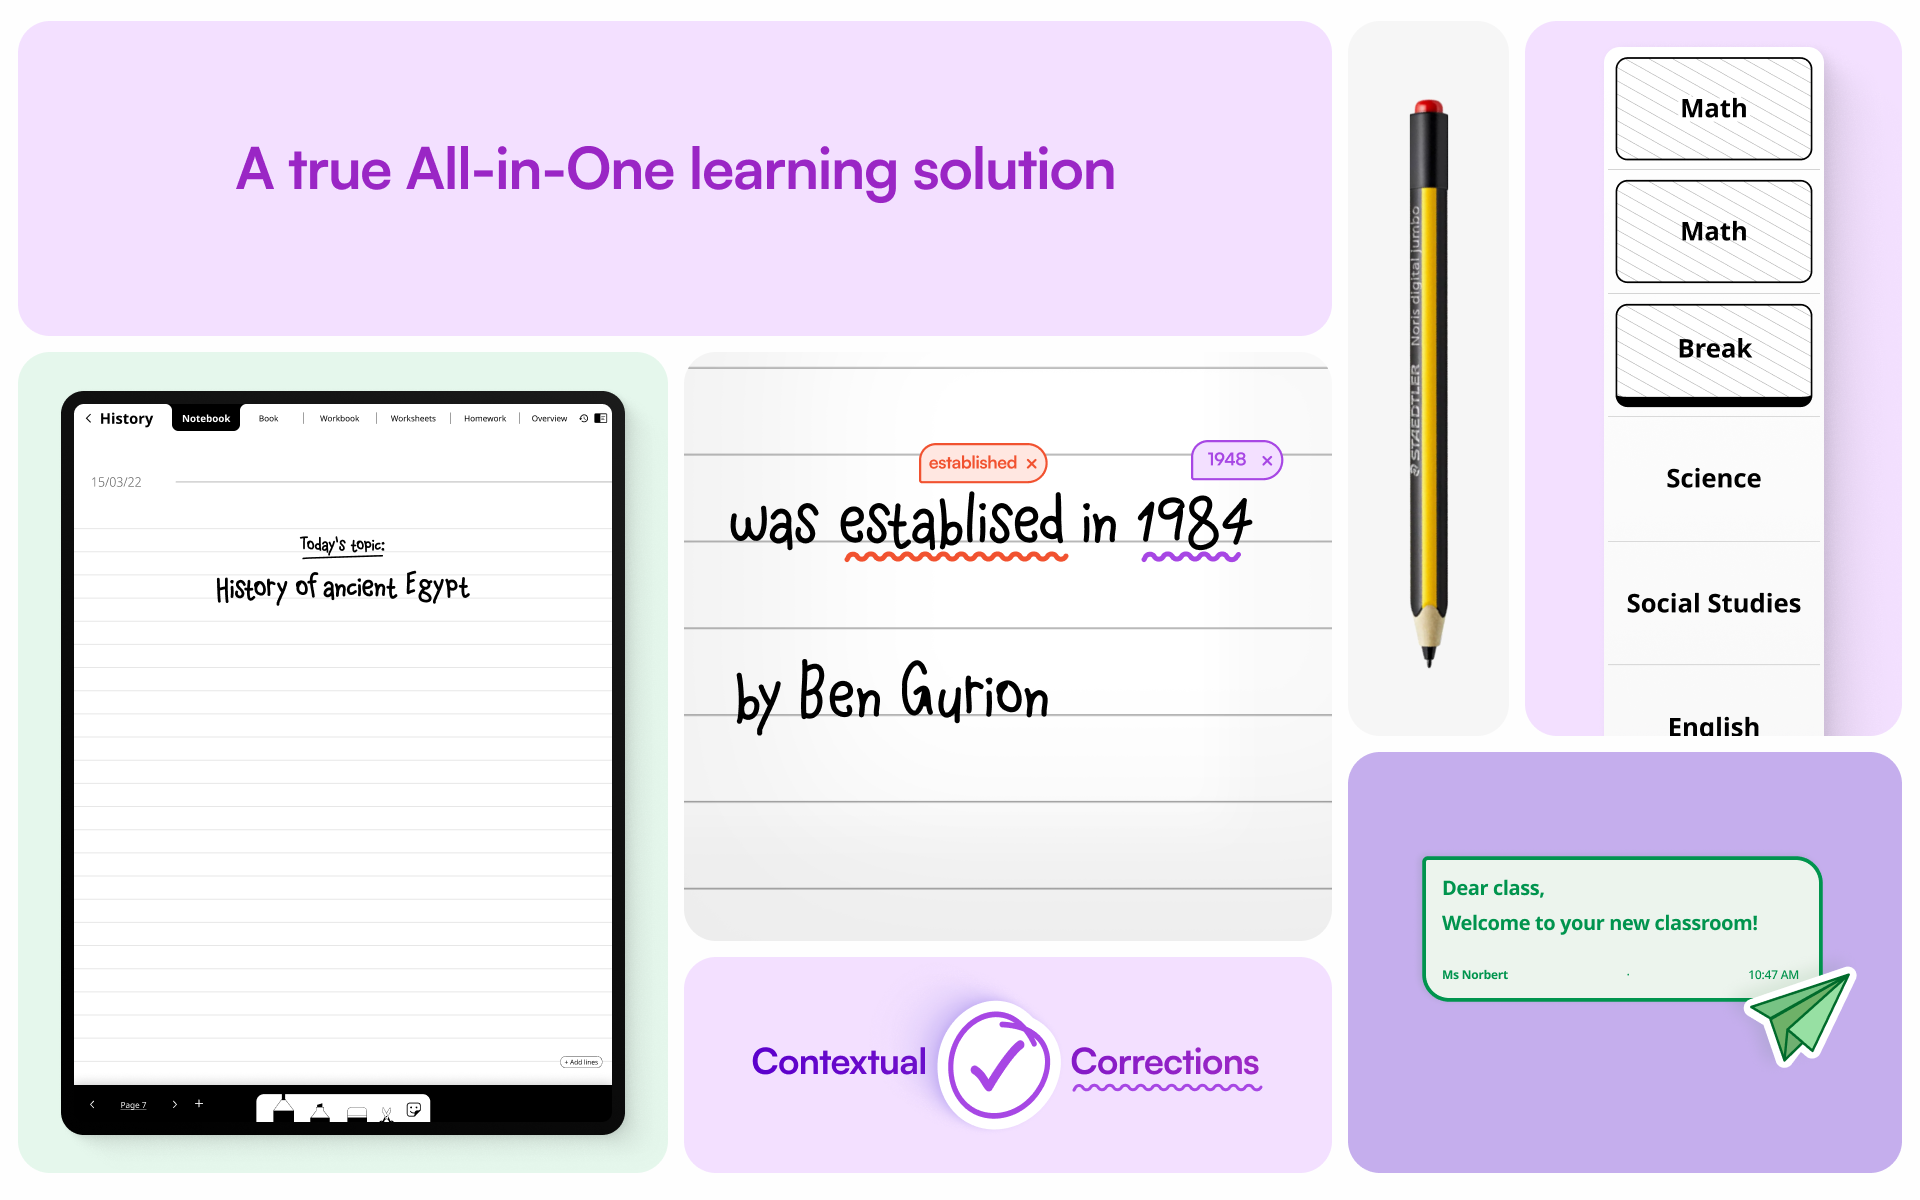 A true All-in-One learning solution
History
Notebook
Book
Workbook
Worksheets
Homework
Overview
15/03/22
Today's topic:
History of ancient Egypt
+ Add lines
Page 7
established ×
1948 ×
was establised in 1984
by Ben Gurion
Contextual Corrections
STAEDTLER Noris digital jumbo
Math
Math
Break
Science
Social Studies
English
Dear class,
Welcome to your new classroom!
Ms Norbert · 10:47 AM